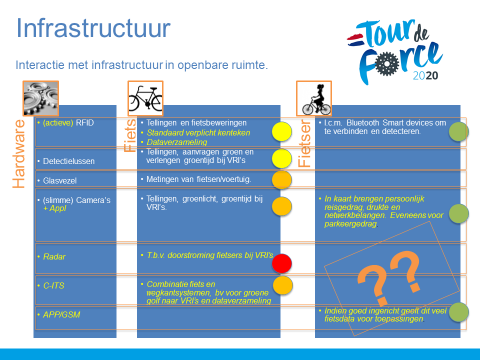 Infrastructuur
Tour de
Force
2020
Interactie met infrastructuur in openbare ruimte.
Hardware
Fiets
Fietser
• (actieve) RFID
• Tellingen en fietsbeweringen
• Standaard verplicht kenteken
• Dataverzameling
• I.c.m. Bluetooth Smart devices om
te verbinden en detecteren.
• Detectielussen
• Tellingen, aanvragen groen en
verlengen groentijd bij VRI's
• Glasvezel
• Metingen van fietsen/voertuig.
• (slimme) Camera's
+ Appl
• Tellingen, groenlicht, groentijd bij
VRI's.
• In kaart brengen persoonlijk
reisgedrag, drukte en
netwerkbelangen. Eveneens voor
parkeergedrag
• Radar
• T.b.v. doorstroming fietsers bij VRI's
• C-ITS
• Combinatie fiets en
wegkantsystemen, bv voor groene
golf naar VRI's en dataverzameling
??
• APP/GSM
• Indien goed ingericht geeft dit veel
fietsdata voor toepassingen